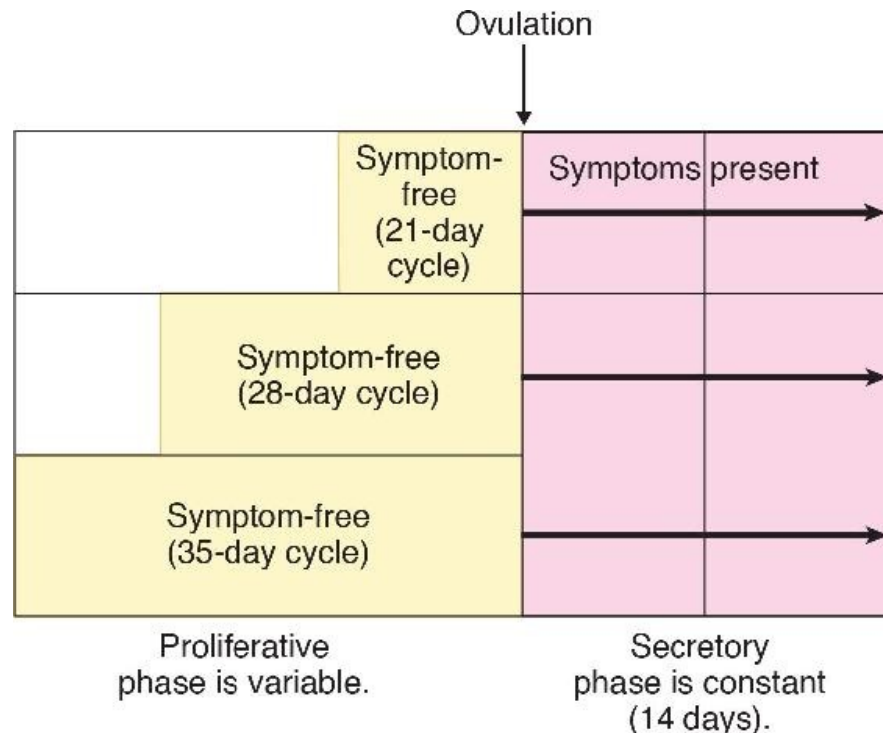 Ovulation
Symptom-
free
(21-day
cycle)
Symptoms present
Symptom-free
(28-day cycle)
Symptom-free
(35-day cycle)
Proliferative
phase is variable.
Secretory
phase is constant
(14 days).